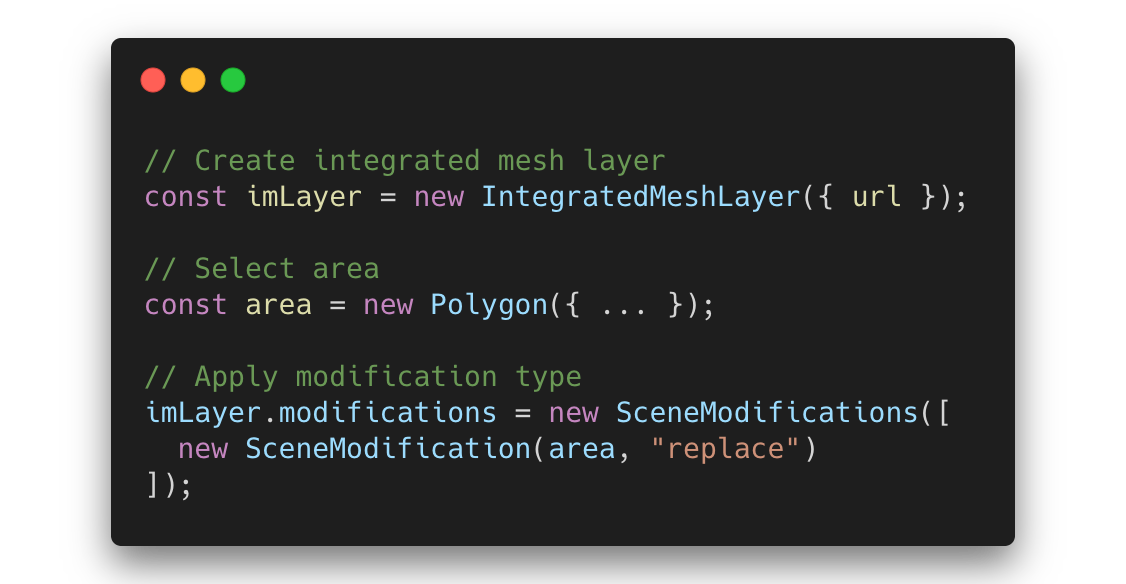 // Create integrated mesh layer
const imLayer = new IntegratedMeshLayer({ url });
// Select area
const area = new Polygon({ ... });
// Apply modification type
imLayer.modifications = new SceneModifications([
  new SceneModification(area, "replace")
]);